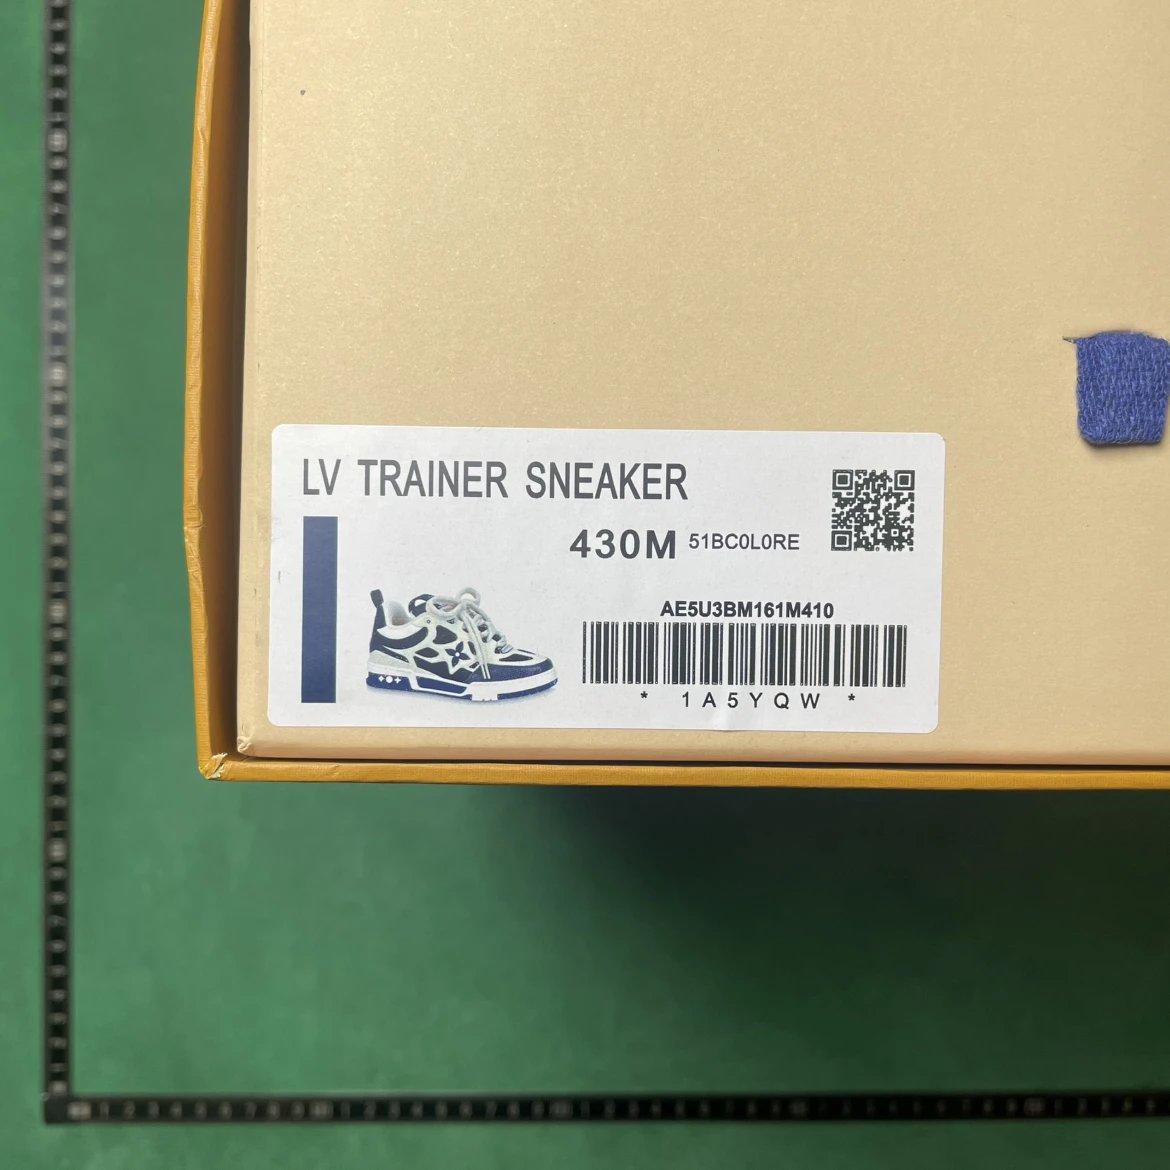 LV TRAINER SNEAKER
430M 51BC0L0RE
AE5U3BM161M410
* 1A5YQW *